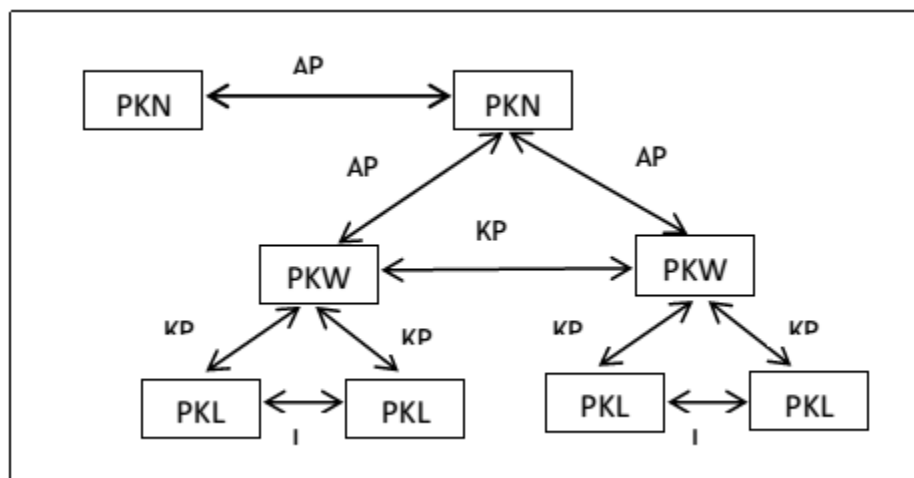 AP
PKN PKN
AP AP
KP
PKW PKW
KP KP KP KP
PKL PKL PKL PKL